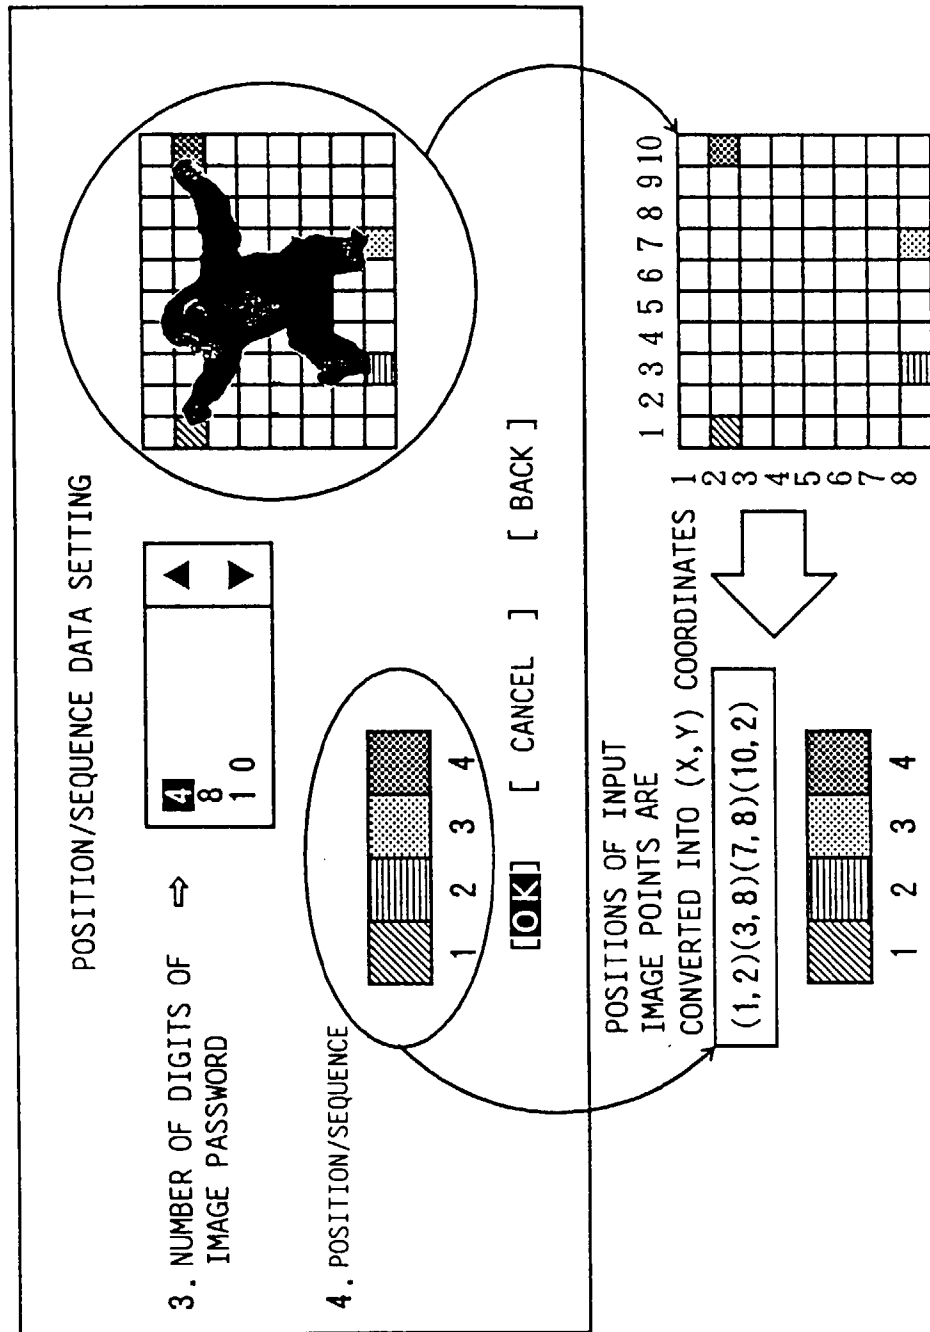 POSITION/SEQUENCE DATA SETTING
3. NUMBER OF DIGITS OF
IMAGE PASSWORD
⇨
4
8
10
▲
▼
4. POSITION/SEQUENCE
1 2 3 4
[OK] [ CANCEL ] [ BACK ]
POSITIONS OF INPUT
IMAGE POINTS ARE
CONVERTED INTO (X,Y) COORDINATES
(1,2)(3,8)(7,8)(10,2)
1 2 3 4
1 2 3 4 5 6 7 8 9 10
1
2
3
4
5
6
7
8